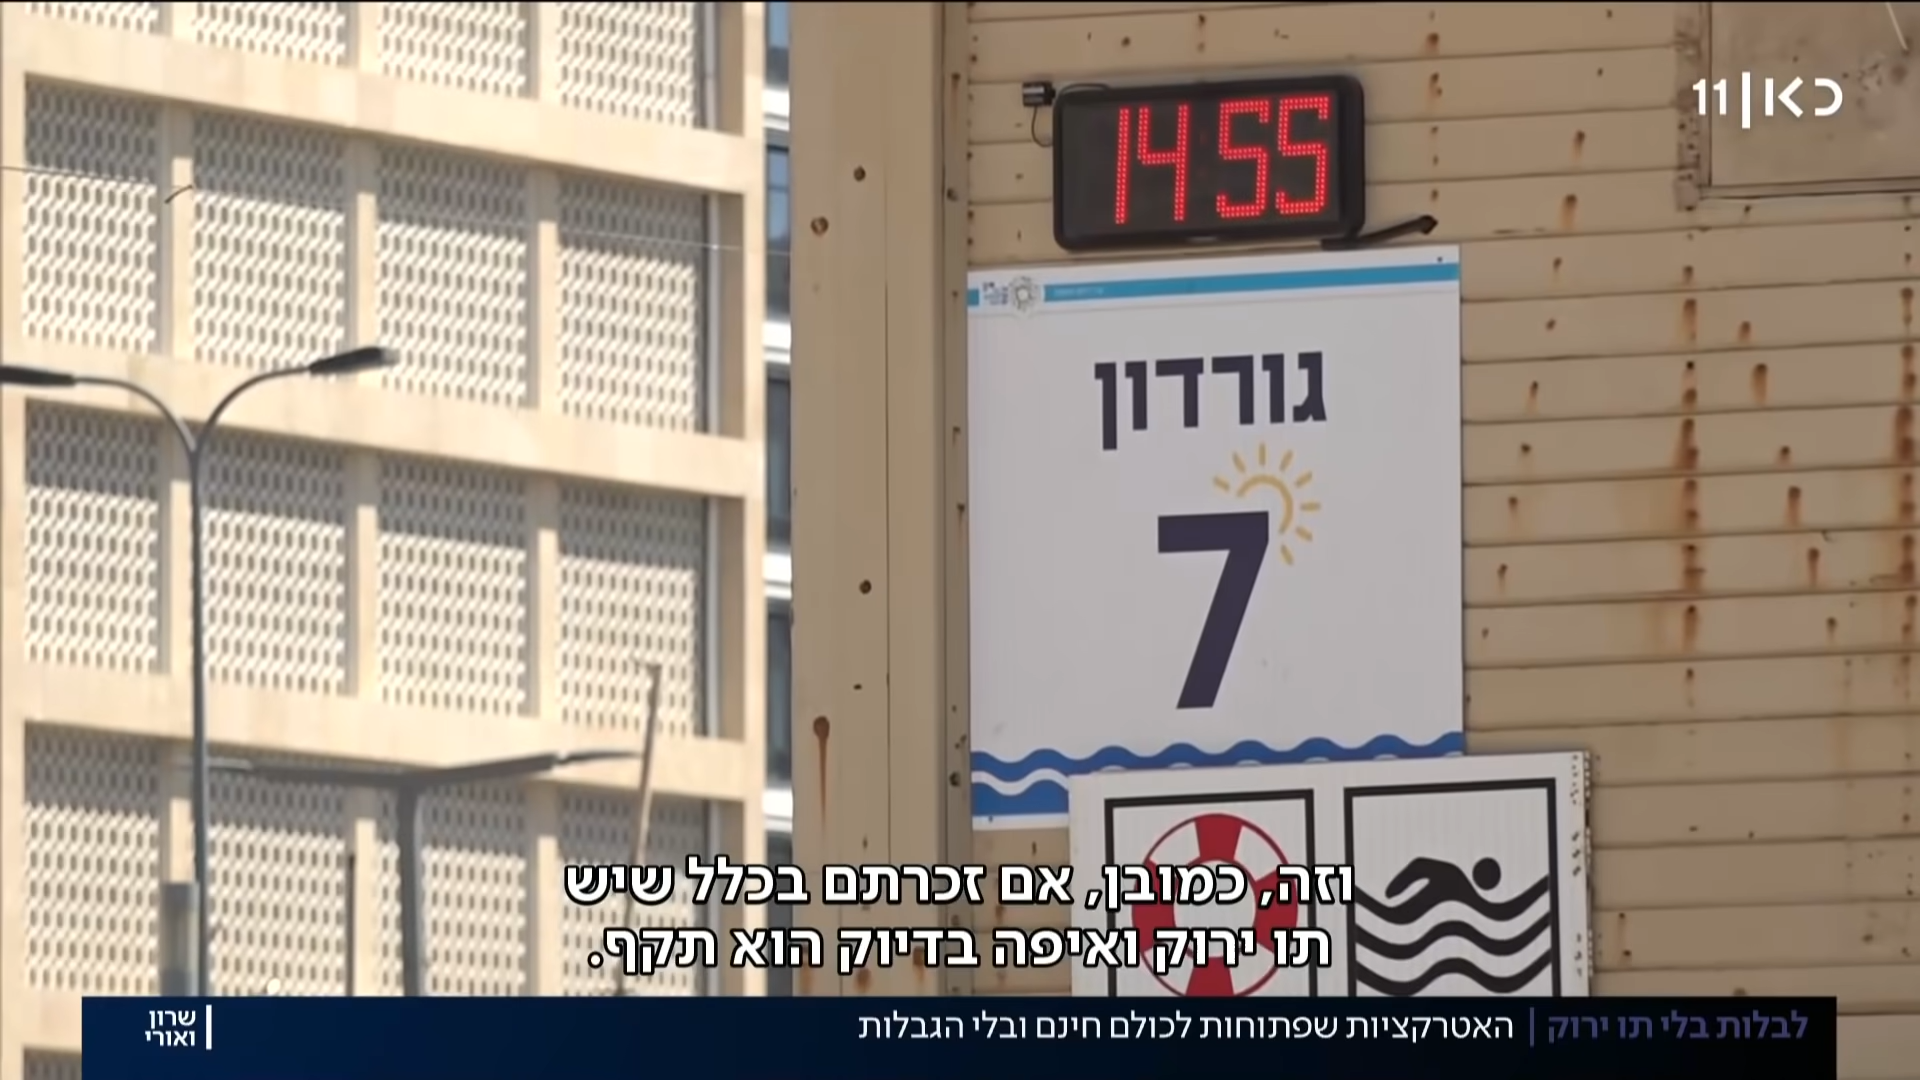 כאן 11
14 55
גורדון
7
וזה, כמובן, אם זכרתם בכלל שיש
תו ירוק ואיפה בדיוק הוא תקף.
לבלות בלי תו ירוק | האטרקציות שפתוחות לכולם חינם ובלי הגבלות
שרון
ואורי